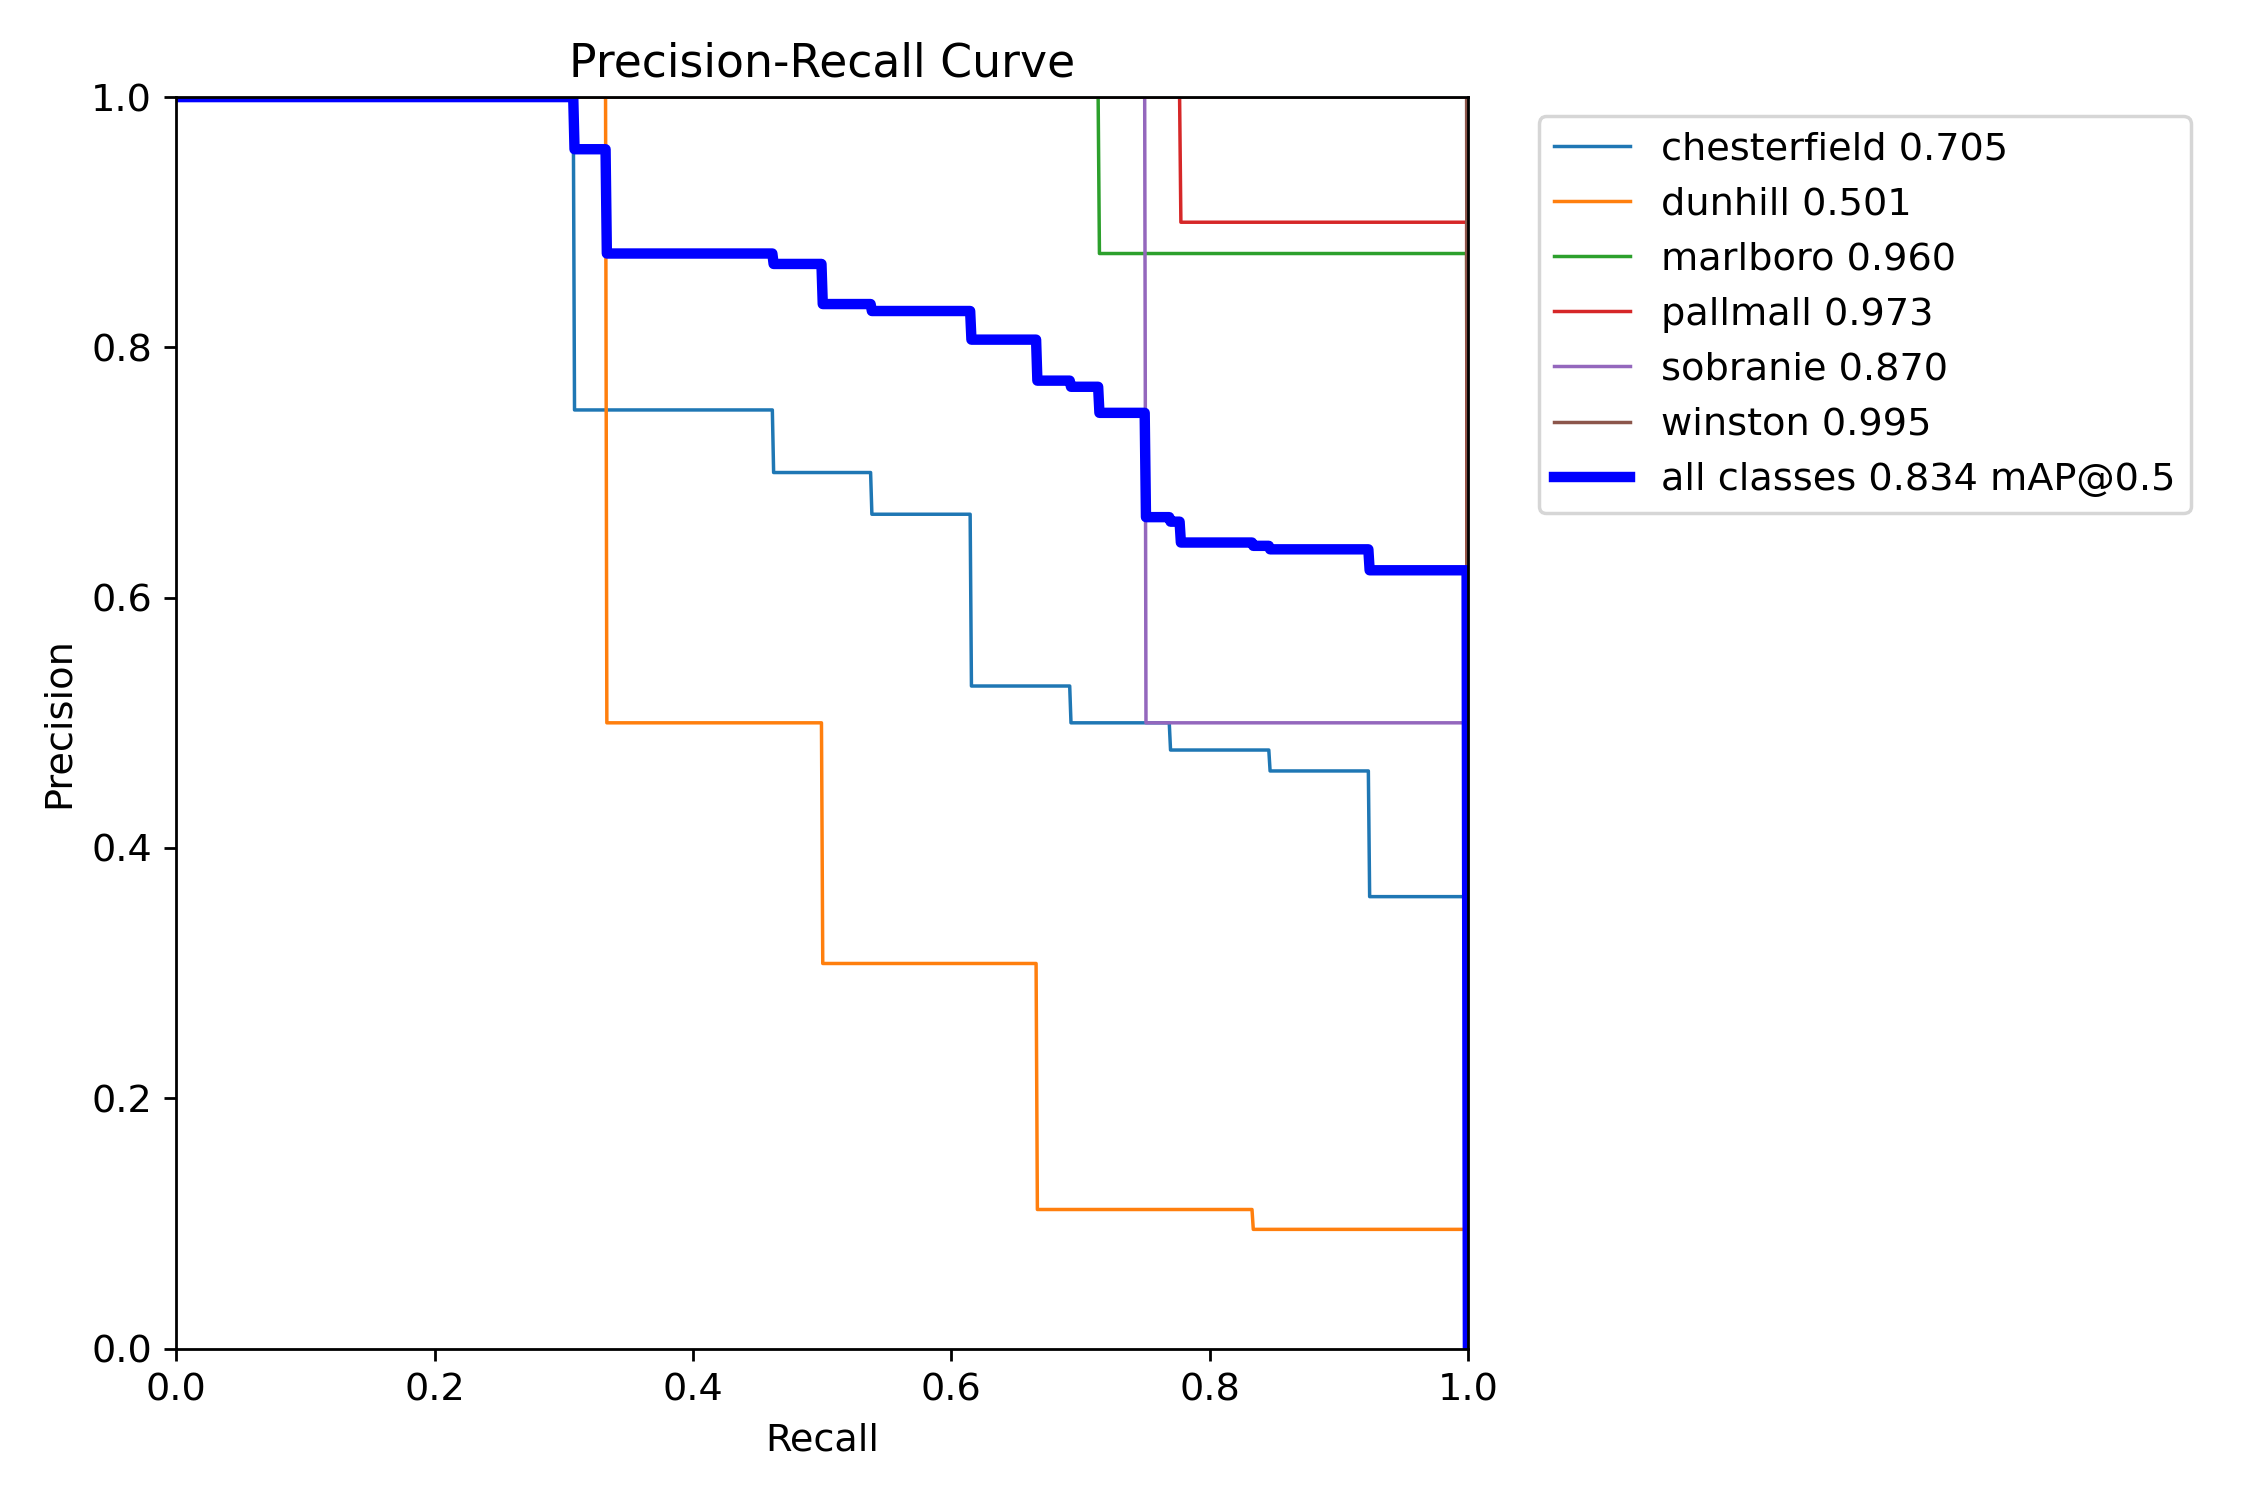 Precision-Recall Curve
1.0
0.8
0.6
0.4
0.2
0.0
Precision
0.0 0.2 0.4 0.6 0.8 1.0
Recall
chesterfield 0.705
dunhill 0.501
marlboro 0.960
pallmall 0.973
sobranie 0.870
winston 0.995
all classes 0.834 mAP@0.5